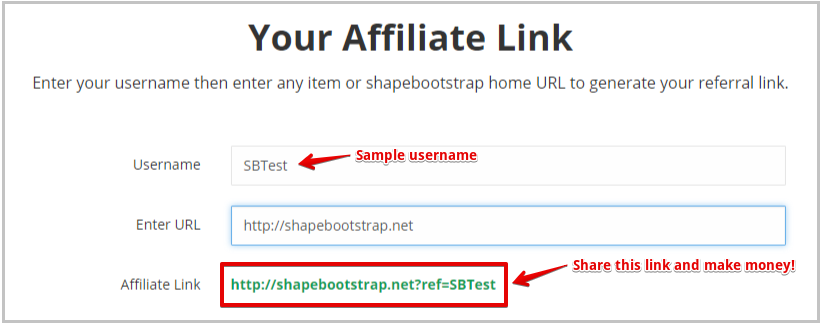 Your Affiliate Link
Enter your username then enter any item or shapebootstrap home URL to generate your referral link.
Username SBTest Sample username
Enter URL http://shapebootstrap.net
Share this link and make money!
Affiliate Link http://shapebootstrap.net?ref=SBTest